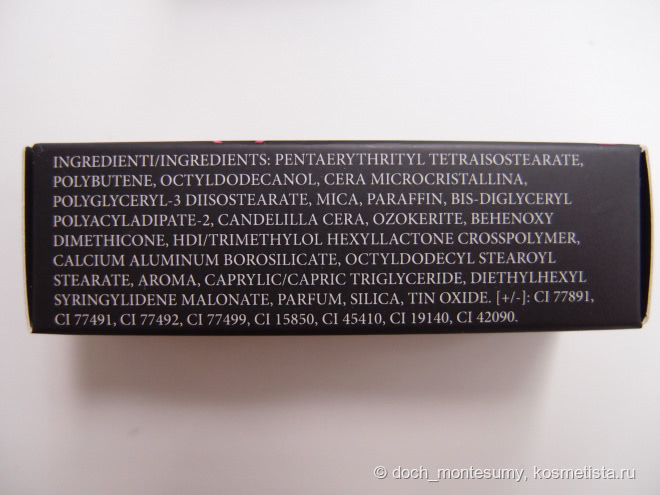 INGREDIENTI/INGREDIENTS: PENTAERYTHRITYL TETRAISOSTEARATE,
POLYBUTENE, OCTYLDODECANOL, CERA MICROCRISTALLINA,
POLYGLYCERYL-3 DIISOSTEARATE, MICA, PARAFFIN, BIS-DIGLYCERYL
POLYACYLADIPATE-2, CANDELILLA CERA, OZOKERITE, BEHENOXY
DIMETHICONE, HDI/TRIMETHYLOL HEXYLLACTONE CROSSPOLYMER,
CALCIUM ALUMINUM BOROSILICATE, OCTYLDODECYL STEAROYL
STEARATE, AROMA, CAPRYLIC/CAPRIC TRIGLYCERIDE, DIETHYLHEXYL
SYRINGYLIDENE MALONATE, PARFUM, SILICA, TIN OXIDE. [+/-]: CI 77891,
CI 77491, CI 77492, CI 77499, CI 15850, CI 45410, CI 19140, CI 42090.
© doch_montesumy, kosmetista.ru